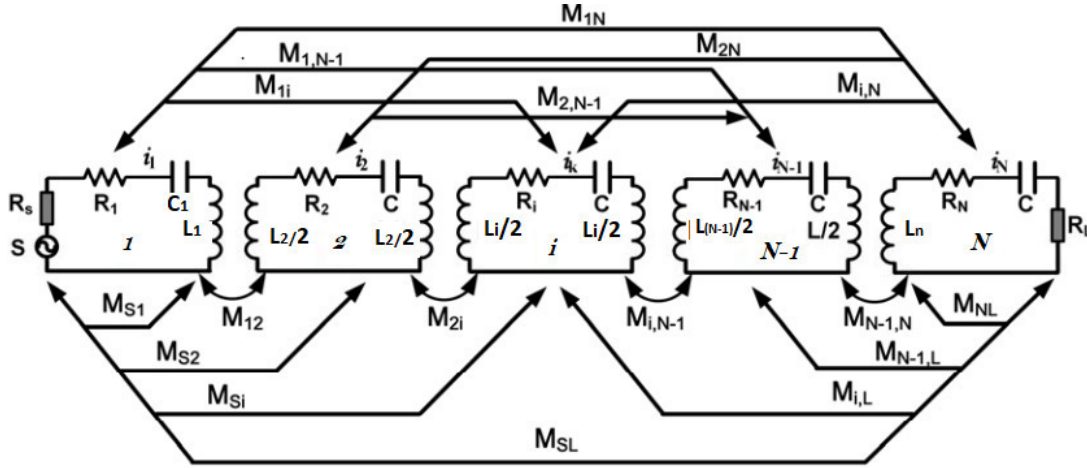 M1N
M2N
M1,N-1
M1i
M2,N-1
Mi,N
i1
i2
ik
iN-1
iN
Rs
R1
C1
R2
C
Ri
C
RN-1
C
RN
C
S
L1
L2/2
L2/2
Li/2
Li/2
L(N-1)/2
L/2
Ln
RL
1
2
i
N-1
N
MS1
M12
M2i
Mi,N-1
MN-1,N
MNL
MS2
MN-1,L
MSi
Mi,L
MSL